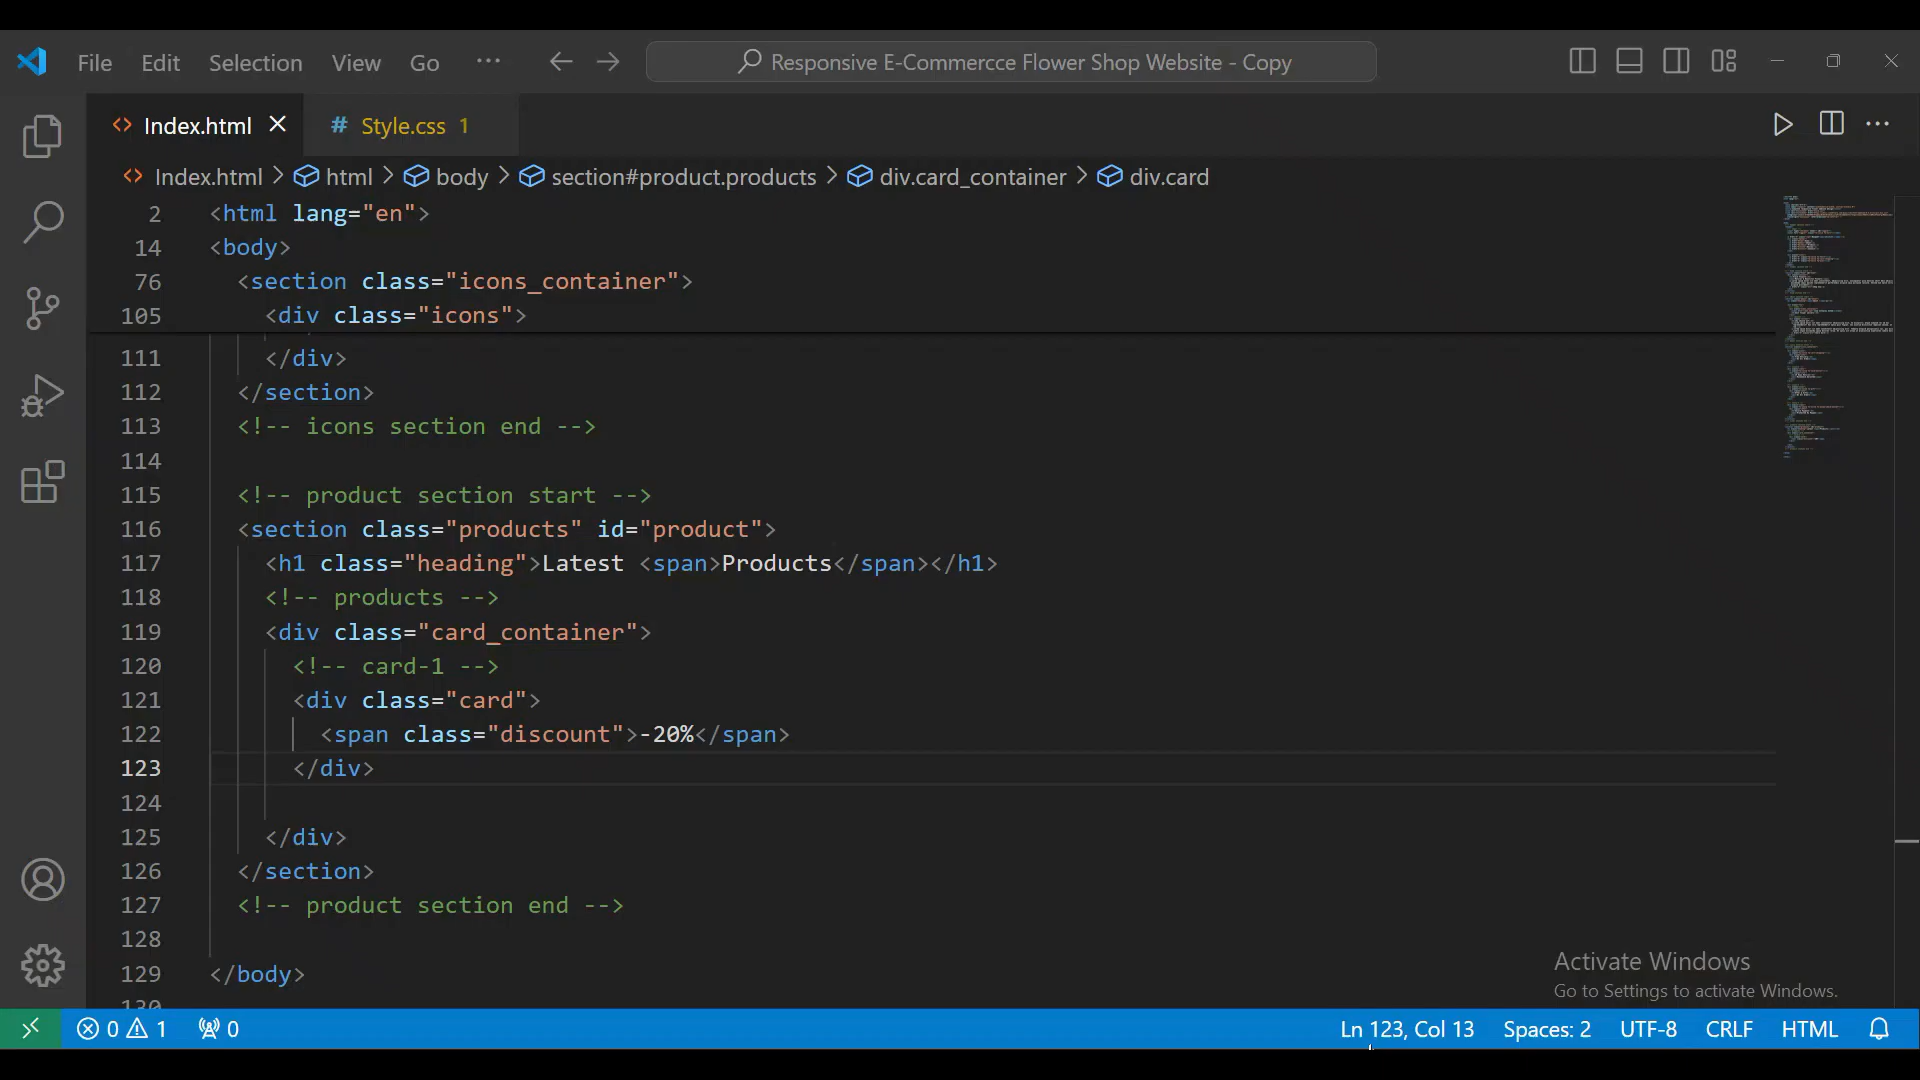 File Edit Selection View Go ··· Responsive E-Commercce Flower Shop Website - Copy
Index.html # Style.css 1
Index.html > html > body > section#product.products > div.card_container > div.card
2 <html lang="en">
14 <body>
76 <section class="icons_container">
105 <div class="icons">
111 </div>
112 </section>
113 <!-- icons section end -->
114
115 <!-- product section start -->
116 <section class="products" id="product">
117 <h1 class="heading">Latest <span>Products</span></h1>
118 <!-- products -->
119 <div class="card_container">
120 <!-- card-1 -->
121 <div class="card">
122 <span class="discount">-20%</span>
123 </div>
124
125 </div>
126 </section>
127 <!-- product section end -->
128
129 </body>
130
Activate Windows
Go to Settings to activate Windows.
0 1 0 Ln 123, Col 13 Spaces: 2 UTF-8 CRLF HTML